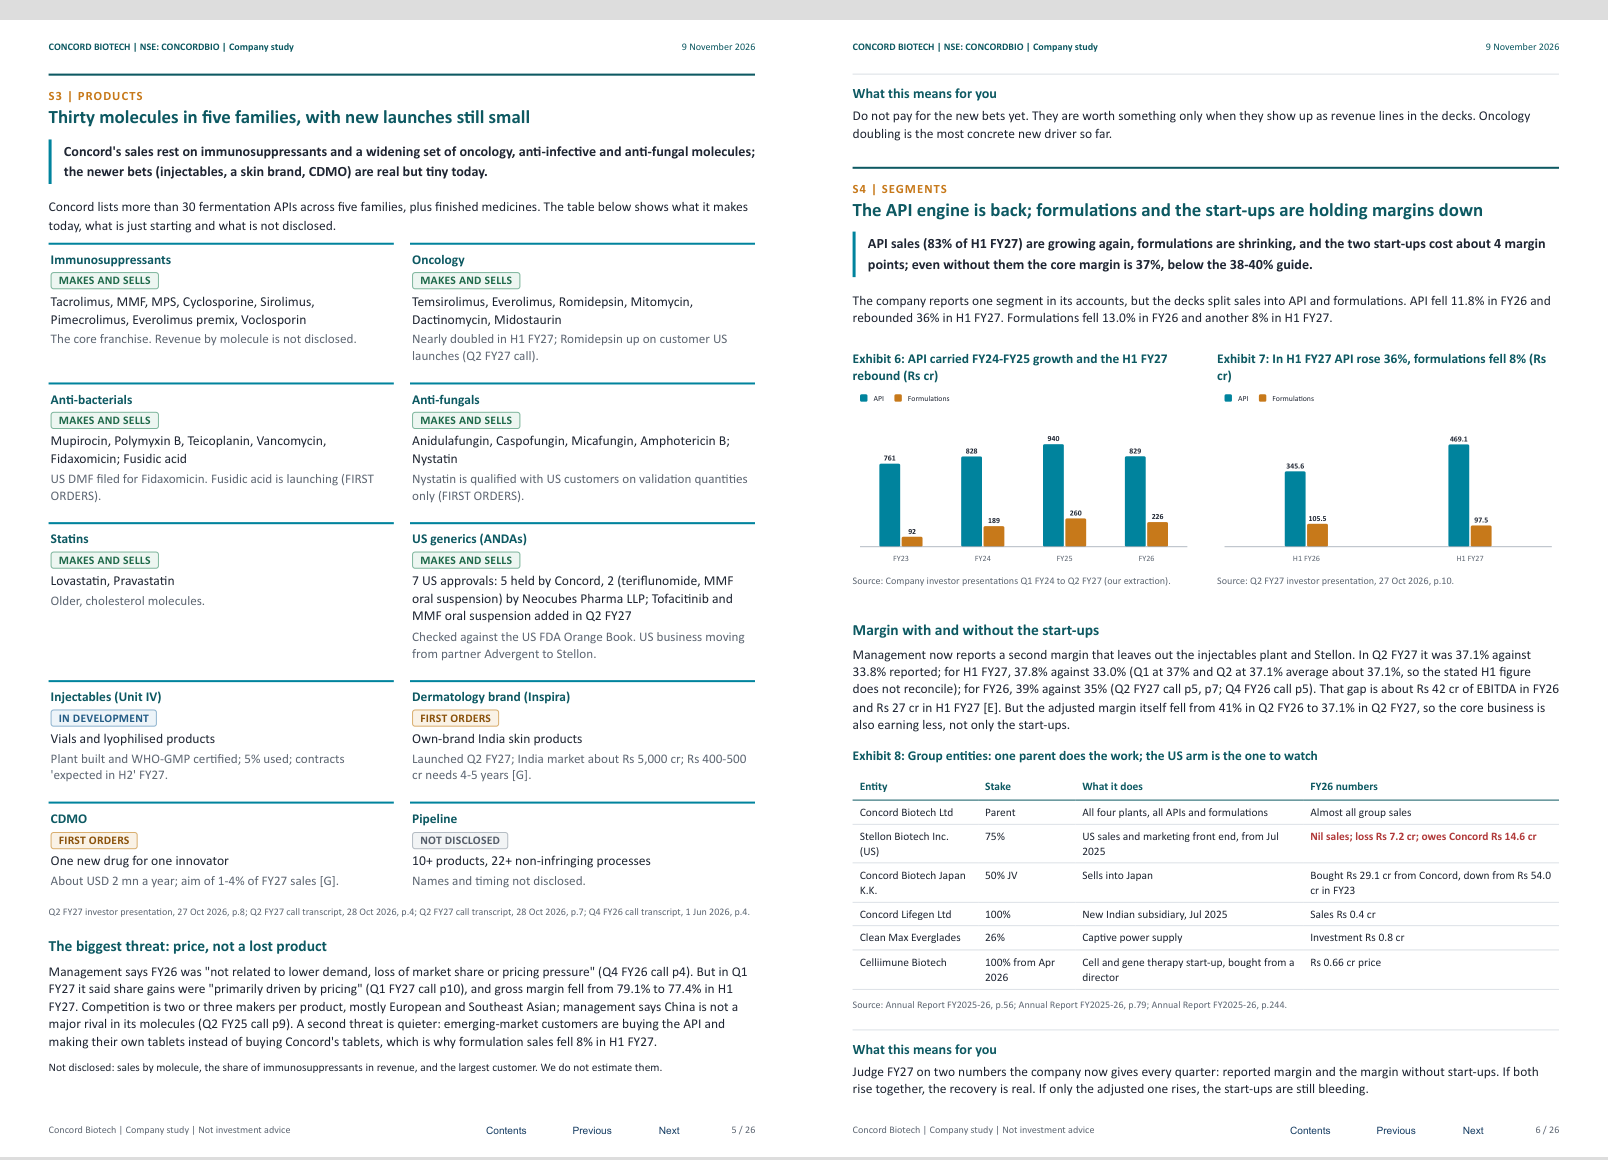 CONCORD BIOTECH | NSE: CONCORDBIO | Company study
9 November 2026
S3 | PRODUCTS
Thirty molecules in five families, with new launches still small
Concord's sales rest on immunosuppressants and a widening set of oncology, anti-infective and anti-fungal molecules;
the newer bets (injectables, a skin brand, CDMO) are real but tiny today.
Concord lists more than 30 fermentation APIs across five families, plus finished medicines. The table below shows what it makes
today, what is just starting and what is not disclosed.
Immunosuppressants
MAKES AND SELLS
Tacrolimus, MMF, MPS, Cyclosporine, Sirolimus,
Pimecrolimus, Everolimus premix, Voclosporin
The core franchise. Revenue by molecule is not disclosed.
Oncology
MAKES AND SELLS
Temsirolimus, Everolimus, Romidepsin, Mitomycin,
Dactinomycin, Midostaurin
Nearly doubled in H1 FY27; Romidepsin up on customer US
launches (Q2 FY27 call).
Anti-bacterials
MAKES AND SELLS
Mupirocin, Polymyxin B, Teicoplanin, Vancomycin,
Fidaxomicin; Fusidic acid
US DMF filed for Fidaxomicin. Fusidic acid is launching (FIRST
ORDERS).
Anti-fungals
MAKES AND SELLS
Anidulafungin, Caspofungin, Micafungin, Amphotericin B;
Nystatin
Nystatin is qualified with US customers on validation quantities
only (FIRST ORDERS).
Statins
MAKES AND SELLS
Lovastatin, Pravastatin
Older, cholesterol molecules.
US generics (ANDAs)
MAKES AND SELLS
7 US approvals: 5 held by Concord, 2 (teriflunomide, MMF
oral suspension) by Neocubes Pharma LLP; Tofacitinib and
MMF oral suspension added in Q2 FY27
Checked against the US FDA Orange Book. US business moving
from partner Advergent to Stellon.
Injectables (Unit IV)
IN DEVELOPMENT
Vials and lyophilised products
Plant built and WHO-GMP certified; 5% used; contracts
'expected in H2' FY27.
Dermatology brand (Inspira)
FIRST ORDERS
Own-brand India skin products
Launched Q2 FY27; India market about Rs 5,000 cr; Rs 400-500
cr needs 4-5 years [G].
CDMO
FIRST ORDERS
One new drug for one innovator
About USD 2 mn a year; aim of 1-4% of FY27 sales [G].
Pipeline
NOT DISCLOSED
10+ products, 22+ non-infringing processes
Names and timing not disclosed.
Q2 FY27 investor presentation, 27 Oct 2026, p.8; Q2 FY27 call transcript, 28 Oct 2026, p.4; Q2 FY27 call transcript, 28 Oct 2026, p.7; Q4 FY26 call transcript, 1 Jun 2026, p.4.
The biggest threat: price, not a lost product
Management says FY26 was "not related to lower demand, loss of market share or pricing pressure" (Q4 FY26 call p4). But in Q1
FY27 it said share gains were "primarily driven by pricing" (Q1 FY27 call p10), and gross margin fell from 79.1% to 77.4% in H1
FY27. Competition is two or three makers per product, mostly European and Southeast Asian; management says China is not a
major rival in its molecules (Q2 FY25 call p9). A second threat is quieter: emerging-market customers are buying the API and
making their own tablets instead of buying Concord's tablets, which is why formulation sales fell 8% in H1 FY27.
Not disclosed: sales by molecule, the share of immunosuppressants in revenue, and the largest customer. We do not estimate them.
Concord Biotech | Company study | Not investment advice
Contents
Previous
Next
5 / 26
CONCORD BIOTECH | NSE: CONCORDBIO | Company study
9 November 2026
What this means for you
Do not pay for the new bets yet. They are worth something only when they show up as revenue lines in the decks. Oncology
doubling is the most concrete new driver so far.
S4 | SEGMENTS
The API engine is back; formulations and the start-ups are holding margins down
API sales (83% of H1 FY27) are growing again, formulations are shrinking, and the two start-ups cost about 4 margin
points; even without them the core margin is 37%, below the 38-40% guide.
The company reports one segment in its accounts, but the decks split sales into API and formulations. API fell 11.8% in FY26 and
rebounded 36% in H1 FY27. Formulations fell 13.0% in FY26 and another 8% in H1 FY27.
Exhibit 6: API carried FY24-FY25 growth and the H1 FY27
rebound (Rs cr)
API
Formulations
761
92
828
189
940
260
829
226
FY23
FY24
FY25
FY26
Source: Company investor presentations Q1 FY24 to Q2 FY27 (our extraction).
Exhibit 7: In H1 FY27 API rose 36%, formulations fell 8% (Rs
cr)
API
Formulations
345.6
105.5
469.1
97.5
H1 FY26
H1 FY27
Source: Q2 FY27 investor presentation, 27 Oct 2026, p.10.
Margin with and without the start-ups
Management now reports a second margin that leaves out the injectables plant and Stellon. In Q2 FY27 it was 37.1% against
33.8% reported; for H1 FY27, 37.8% against 33.0% (Q1 at 37% and Q2 at 37.1% average about 37.1%, so the stated H1 figure
does not reconcile); for FY26, 39% against 35% (Q2 FY27 call p5, p7; Q4 FY26 call p5). That gap is about Rs 42 cr of EBITDA in FY26
and Rs 27 cr in H1 FY27 [E]. But the adjusted margin itself fell from 41% in Q2 FY26 to 37.1% in Q2 FY27, so the core business is
also earning less, not only the start-ups.
Exhibit 8: Group entities: one parent does the work; the US arm is the one to watch
Entity
Stake
What it does
FY26 numbers
Concord Biotech Ltd
Parent
All four plants, all APIs and formulations
Almost all group sales
Stellon Biotech Inc.
(US)
75%
US sales and marketing front end, from Jul
2025
Nil sales; loss Rs 7.2 cr; owes Concord Rs 14.6 cr
Concord Biotech Japan
K.K.
50% JV
Sells into Japan
Bought Rs 29.1 cr from Concord, down from Rs 54.0
cr in FY23
Concord Lifegen Ltd
100%
New Indian subsidiary, Jul 2025
Sales Rs 0.4 cr
Clean Max Everglades
26%
Captive power supply
Investment Rs 0.8 cr
Celliimune Biotech
100% from Apr
2026
Cell and gene therapy start-up, bought from a
director
Rs 0.66 cr price
Source: Annual Report FY2025-26, p.56; Annual Report FY2025-26, p.79; Annual Report FY2025-26, p.244.
What this means for you
Judge FY27 on two numbers the company now gives every quarter: reported margin and the margin without start-ups. If both
rise together, the recovery is real. If only the adjusted one rises, the start-ups are still bleeding.
Concord Biotech | Company study | Not investment advice
Contents
Previous
Next
6 / 26